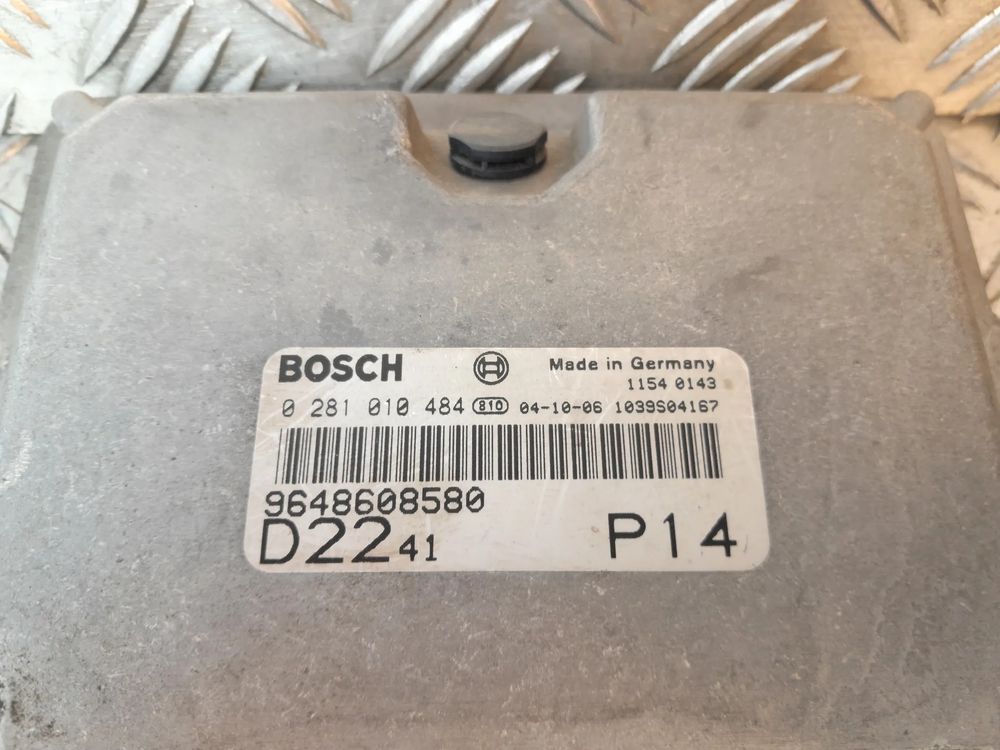 BOSCH Made in Germany
1154 0143
0 281 010 484 810 04-10-06 1039S04167
9648608580
D22 41 P14